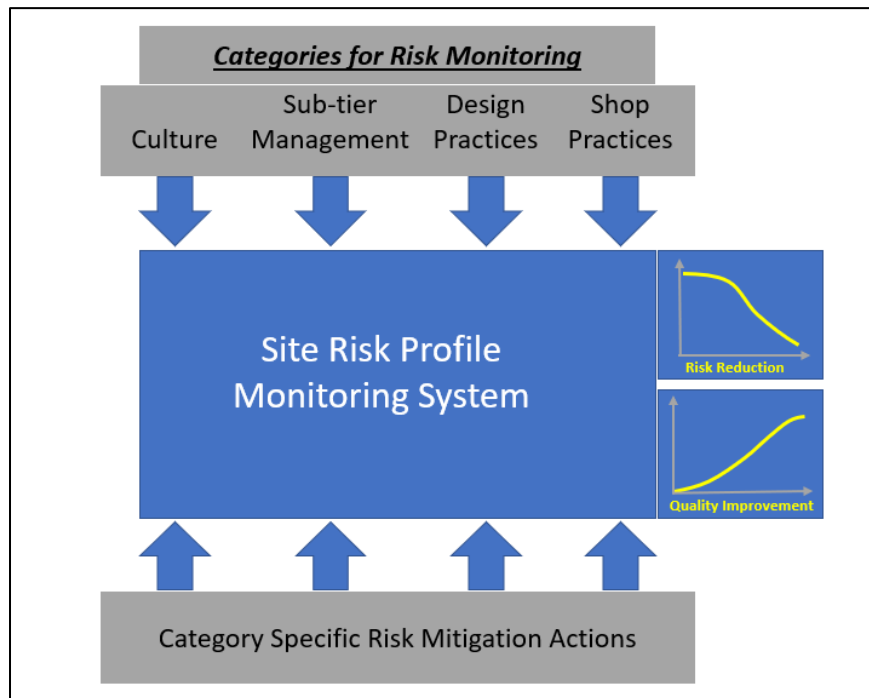 Categories for Risk Monitoring
Culture
Sub-tier
Management
Design
Practices
Shop
Practices
Site Risk Profile
Monitoring System
Risk Reduction
Quality Improvement
Category Specific Risk Mitigation Actions